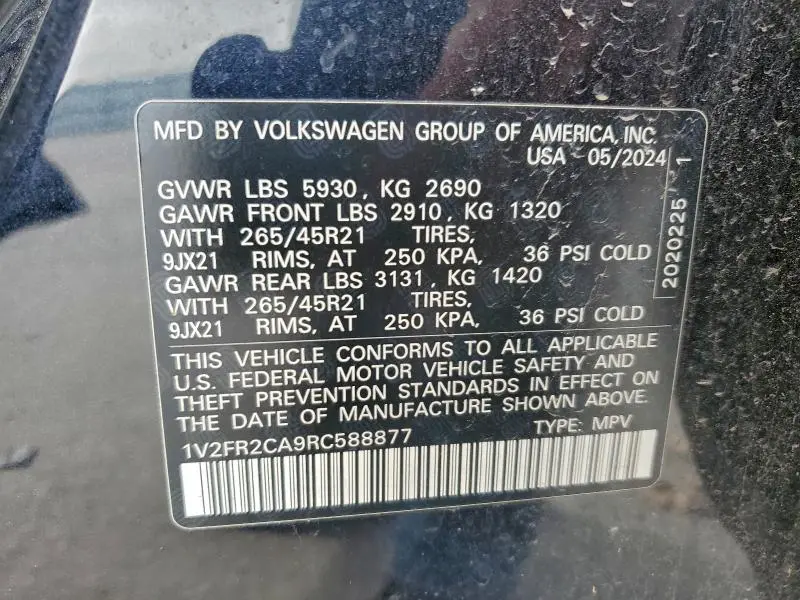 MFD BY VOLKSWAGEN GROUP OF AMERICA, INC.
USA - 05/2024
GVWR LBS 5930, KG 2690
GAWR FRONT LBS 2910, KG 1320
WITH 265/45R21 TIRES,
9JX21 RIMS, AT 250 KPA, 36 PSI COLD
GAWR REAR LBS 3131, KG 1420
WITH 265/45R21 TIRES,
9JX21 RIMS, AT 250 KPA, 36 PSI COLD
2020225 / 1
THIS VEHICLE CONFORMS TO ALL APPLICABLE
U.S. FEDERAL MOTOR VEHICLE SAFETY AND
THEFT PREVENTION STANDARDS IN EFFECT ON
THE DATE OF MANUFACTURE SHOWN ABOVE.
1V2FR2CA9RC588877 TYPE: MPV